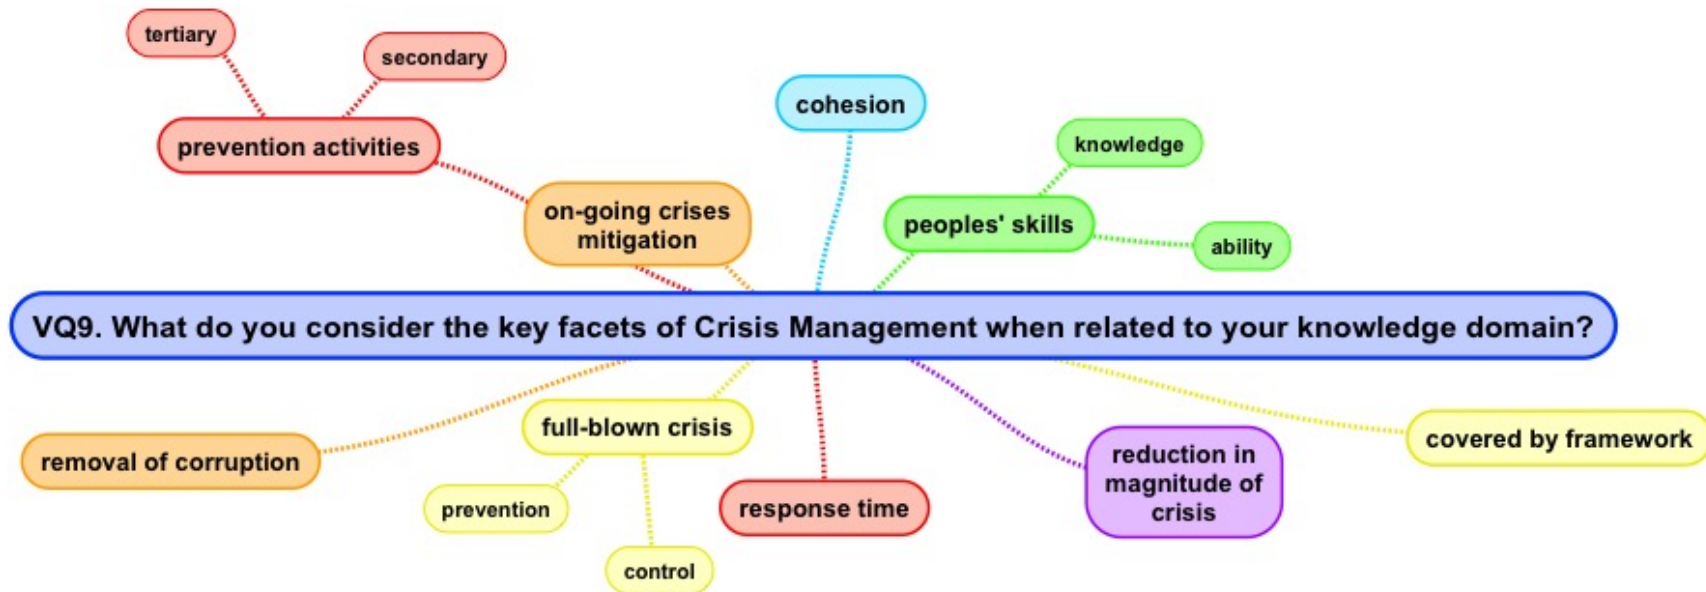 tertiary
secondary
prevention activities
cohesion
knowledge
on-going crises
mitigation
peoples' skills
ability
VQ9. What do you consider the key facets of Crisis Management when related to your knowledge domain?
removal of corruption
full-blown crisis
prevention
control
response time
reduction in
magnitude of
crisis
covered by framework